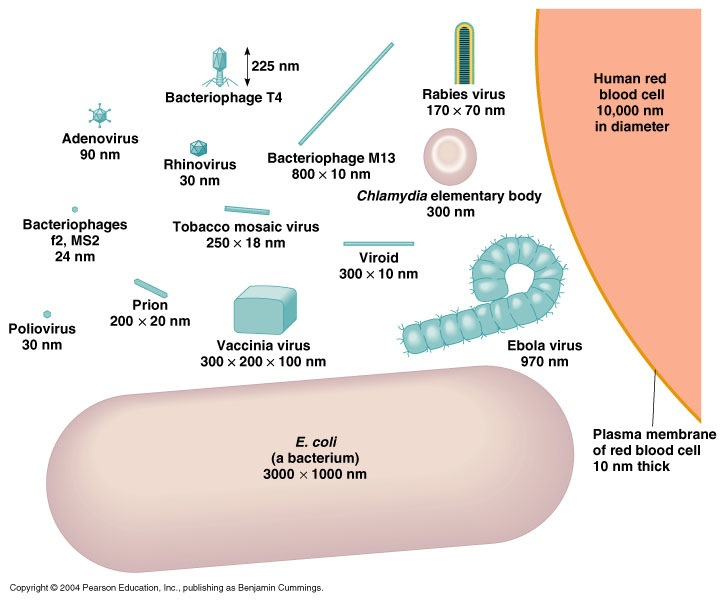 225 nm
Bacteriophage T4
Rabies virus
170 × 70 nm
Human red
blood cell
10,000 nm
in diameter
Adenovirus
90 nm
Rhinovirus
30 nm
Bacteriophage M13
800 × 10 nm
Chlamydia elementary body
300 nm
Bacteriophages
f2, MS2
24 nm
Tobacco mosaic virus
250 × 18 nm
Viroid
300 × 10 nm
Prion
200 × 20 nm
Poliovirus
30 nm
Vaccinia virus
300 × 200 × 100 nm
Ebola virus
970 nm
E. coli
(a bacterium)
3000 × 1000 nm
Plasma membrane
of red blood cell
10 nm thick
Copyright © 2004 Pearson Education, Inc., publishing as Benjamin Cummings.